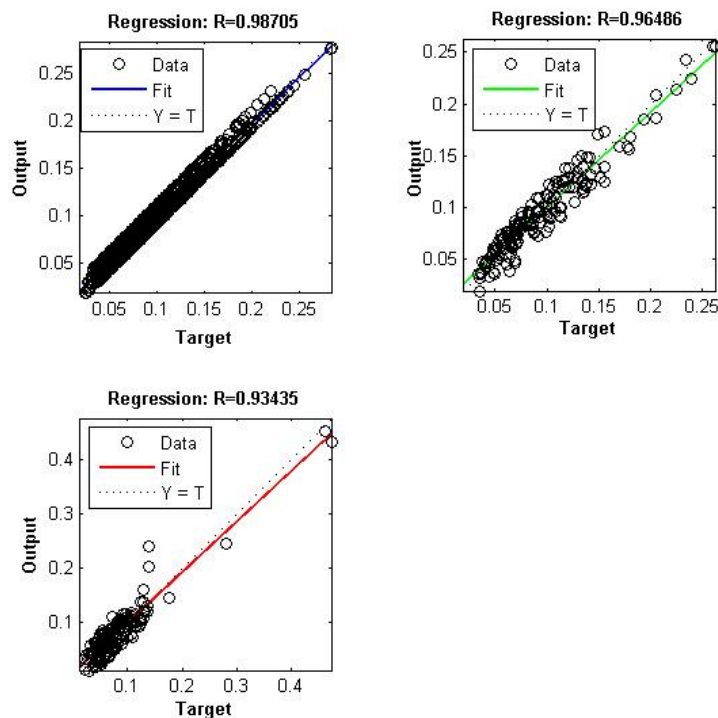 Regression: R=0.98705
Data
Fit
Y = T
0.25
0.2
0.15
0.1
0.05
Output
0.05 0.1 0.15 0.2 0.25
Target
Regression: R=0.96486
Data
Fit
Y = T
0.25
0.2
0.15
0.1
0.05
Output
0.05 0.1 0.15 0.2 0.25
Target
Regression: R=0.93435
Data
Fit
Y = T
0.4
0.3
0.2
0.1
Output
0.1 0.2 0.3 0.4
Target